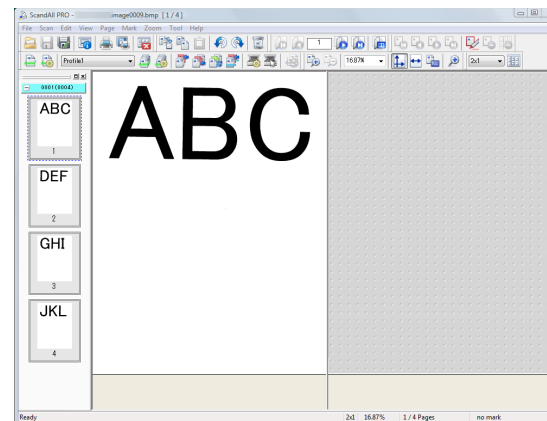 ScandAll PRO - image0009.bmp [ 1 / 4 ]
File Scan Edit View Page Mark Zoom Tool Help
1
Profile1 16.87% 2x1
0001(0004)
ABC
1
DEF
2
GHI
3
JKL
4
ABC
Ready 2x1 16.87% 1 / 4 Pages no mark